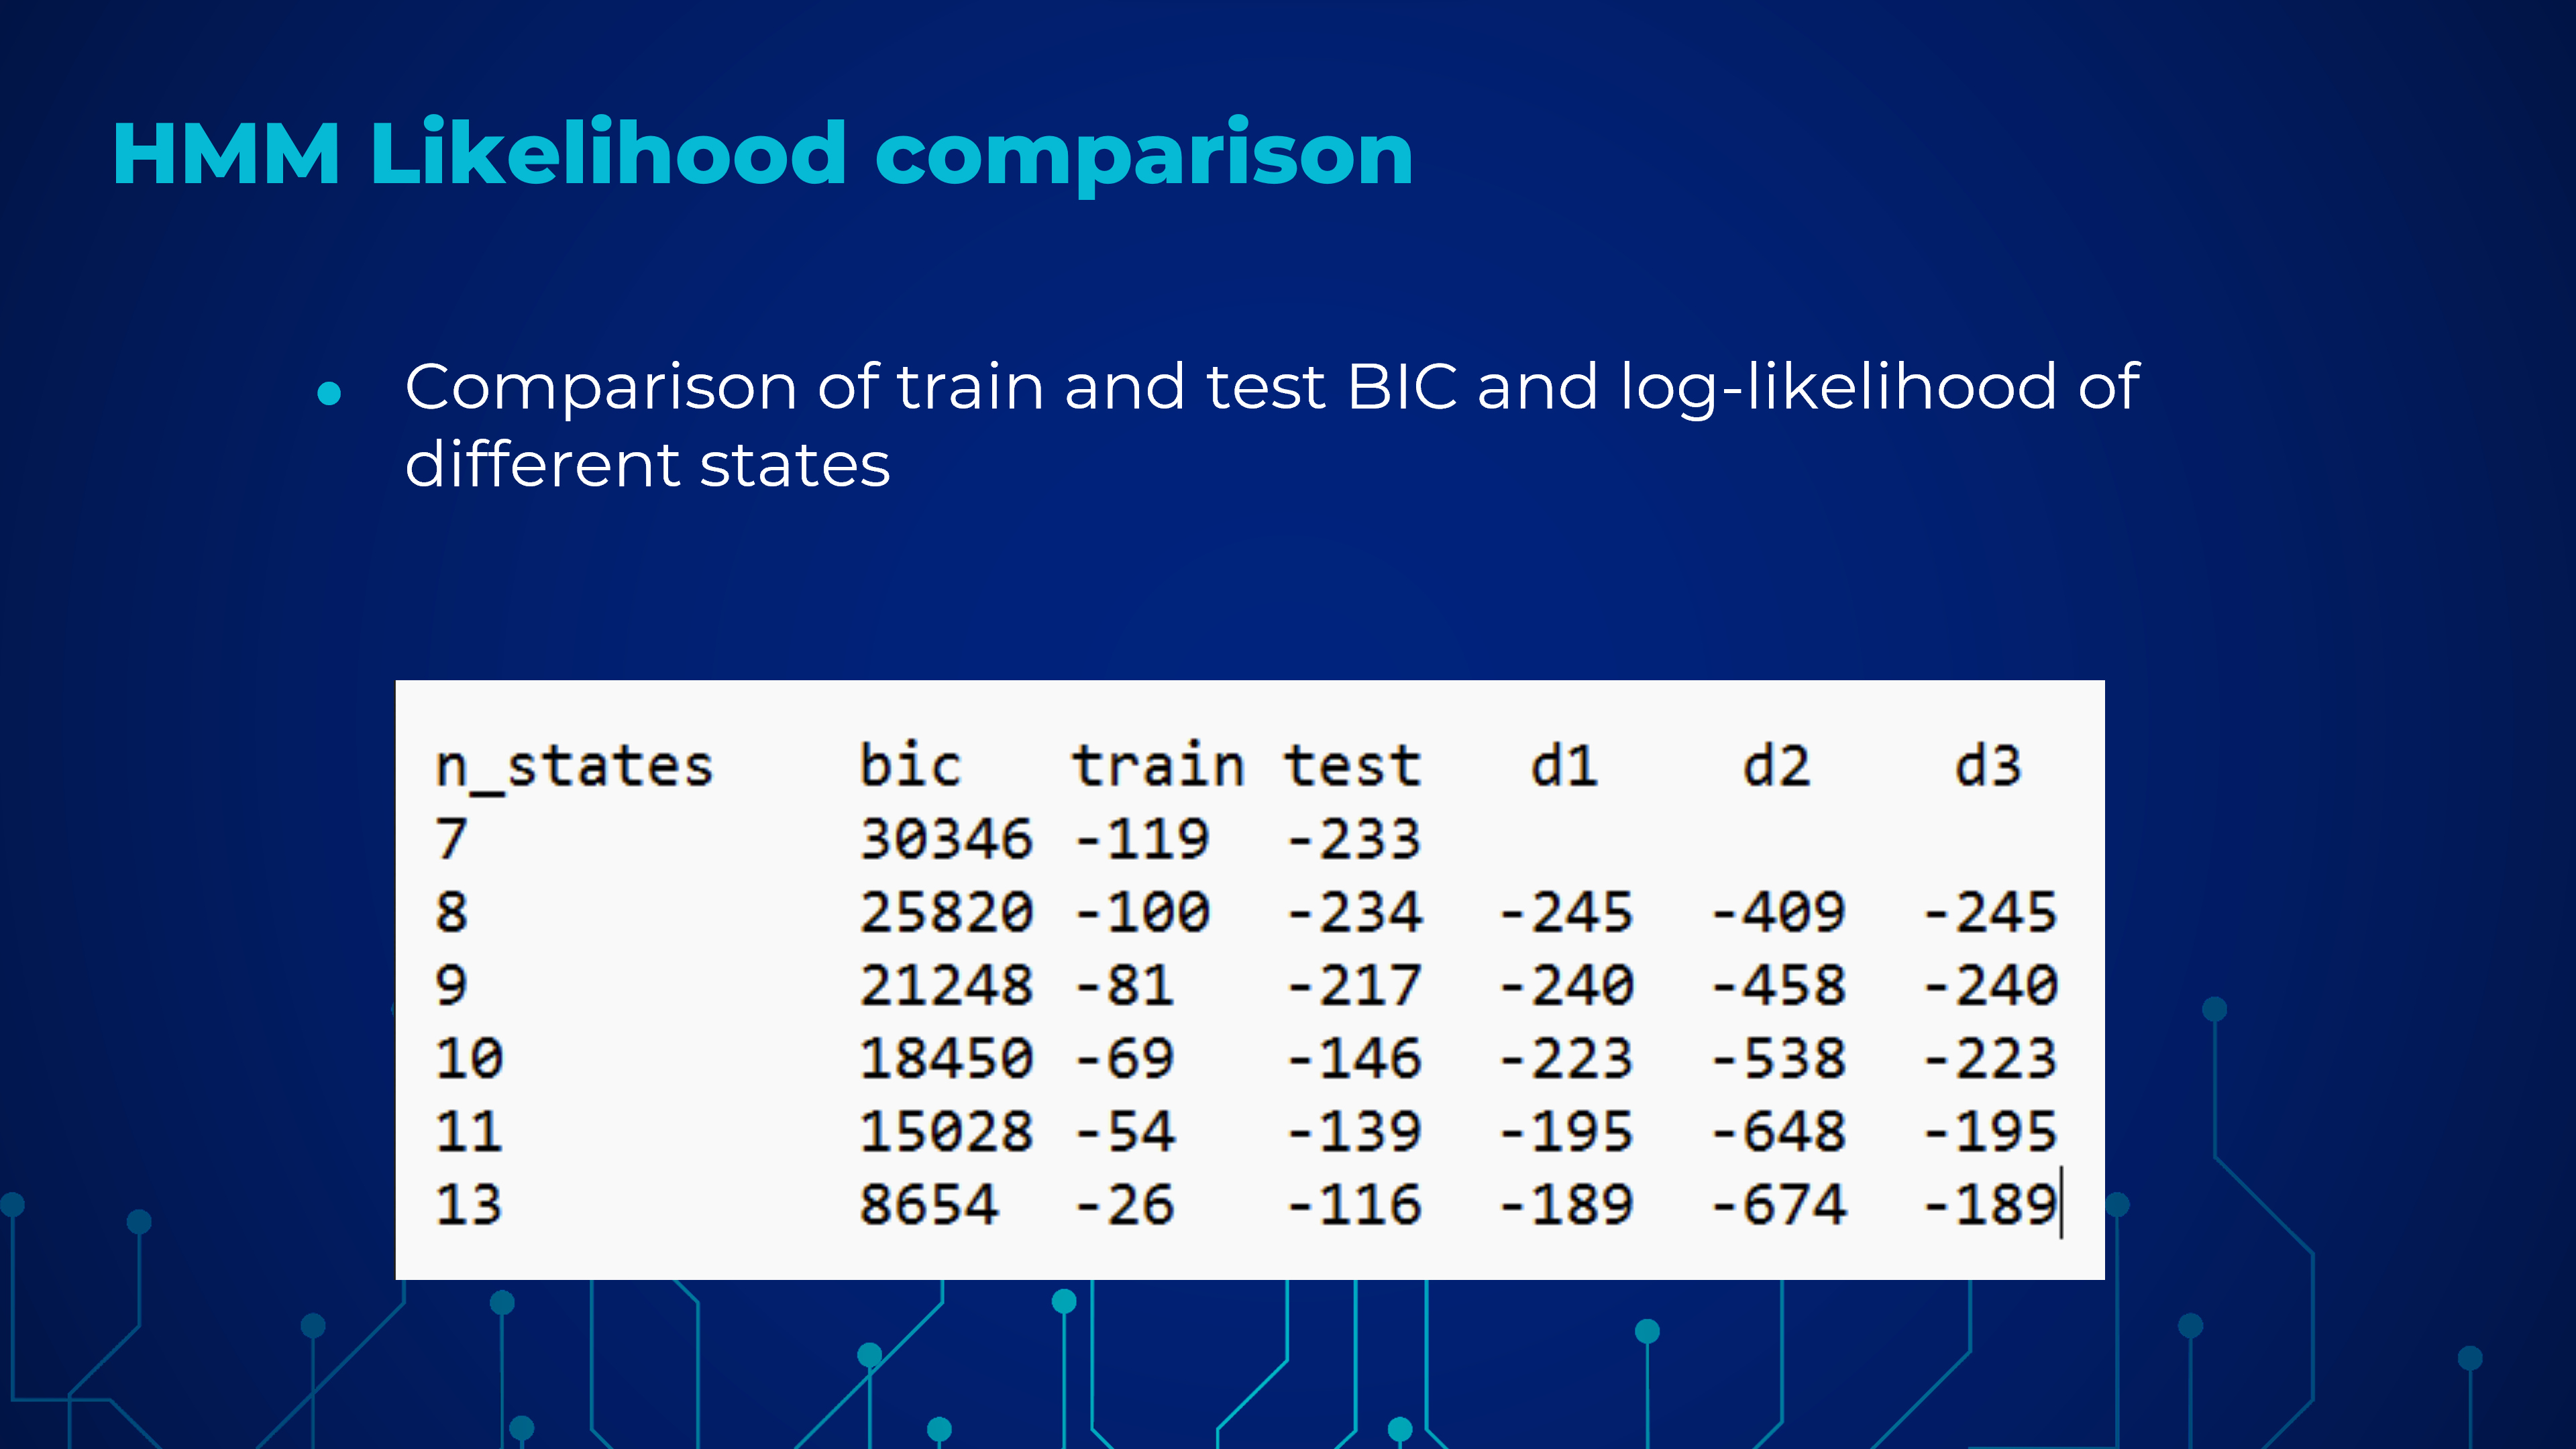 HMM Likelihood comparison
Comparison of train and test BIC and log-likelihood of
different states
n_states bic train test d1 d2 d3
7 30346 -119 -233
8 25820 -100 -234 -245 -409 -245
9 21248 -81 -217 -240 -458 -240
10 18450 -69 -146 -223 -538 -223
11 15028 -54 -139 -195 -648 -195
13 8654 -26 -116 -189 -674 -189